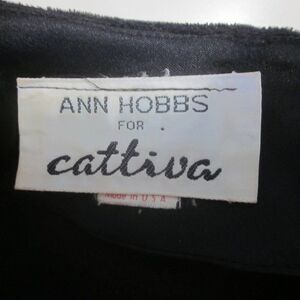 ANN HOBBS
FOR
cattiva
Made in U S A